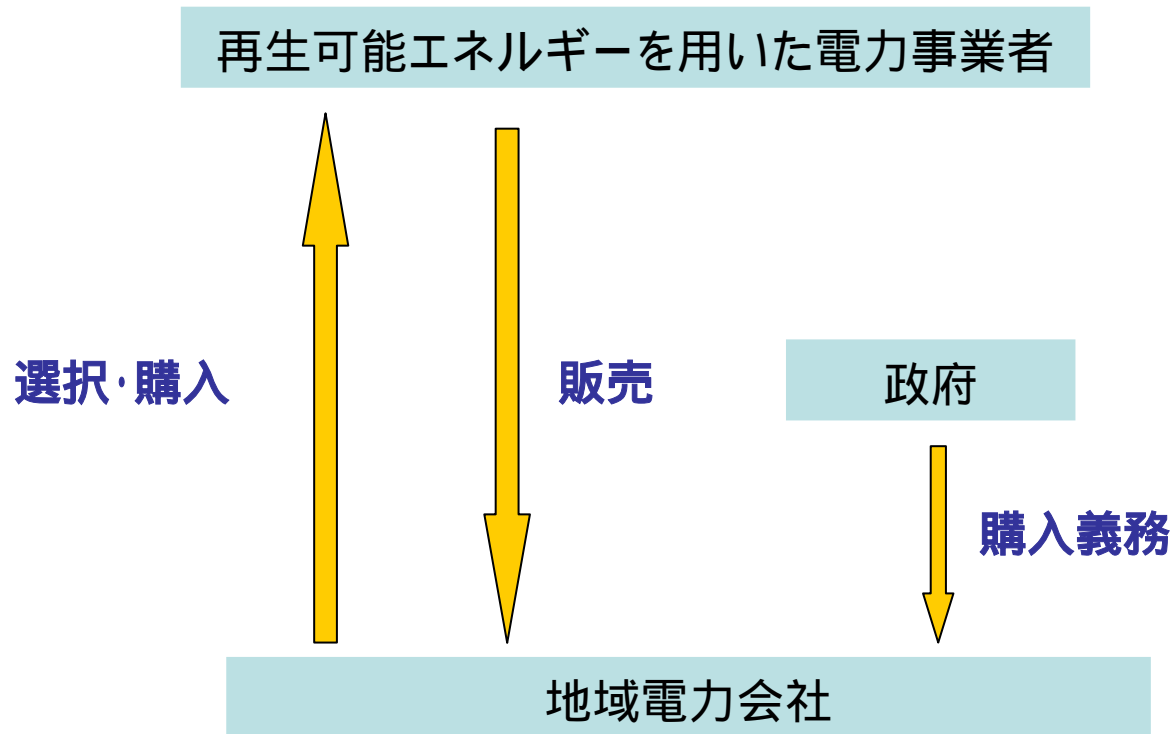 再生可能エネルギーを用いた電力事業者
選択・購入
販売
政府
購入義務
地域電力会社